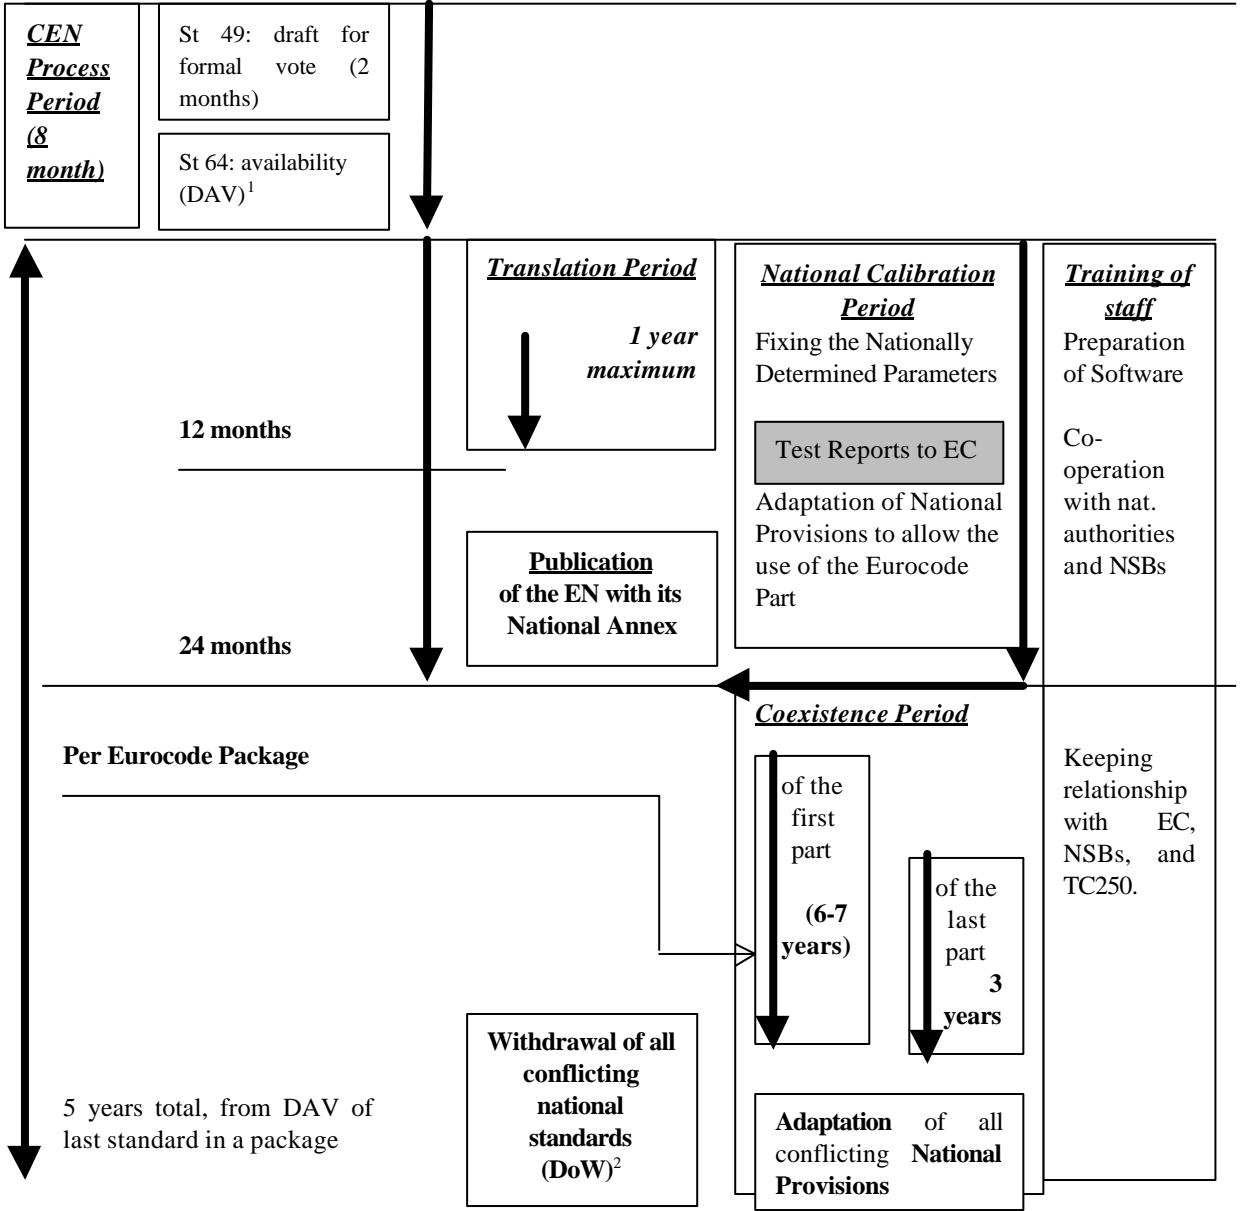 CEN
Process
Period
(8
month)
St 49: draft for
formal vote (2
months)
St 64: availability
(DAV)1
Translation Period
1 year
maximum
National Calibration
Period
Fixing the Nationally
Determined Parameters
Test Reports to EC
Adaptation of National
Provisions to allow the
use of the Eurocode
Part
Training of
staff
Preparation
of Software
Co-
operation
with nat.
authorities
and NSBs
12 months
Publication
of the EN with its
National Annex
24 months
Coexistence Period
Per Eurocode Package
of the
first
part
(6-7
years)
of the
last
part
3
years
Keeping
relationship
with EC,
NSBs, and
TC250.
Withdrawal of all
conflicting
national
standards
(DoW)2
5 years total, from DAV of
last standard in a package
Adaptation of all
conflicting National
Provisions